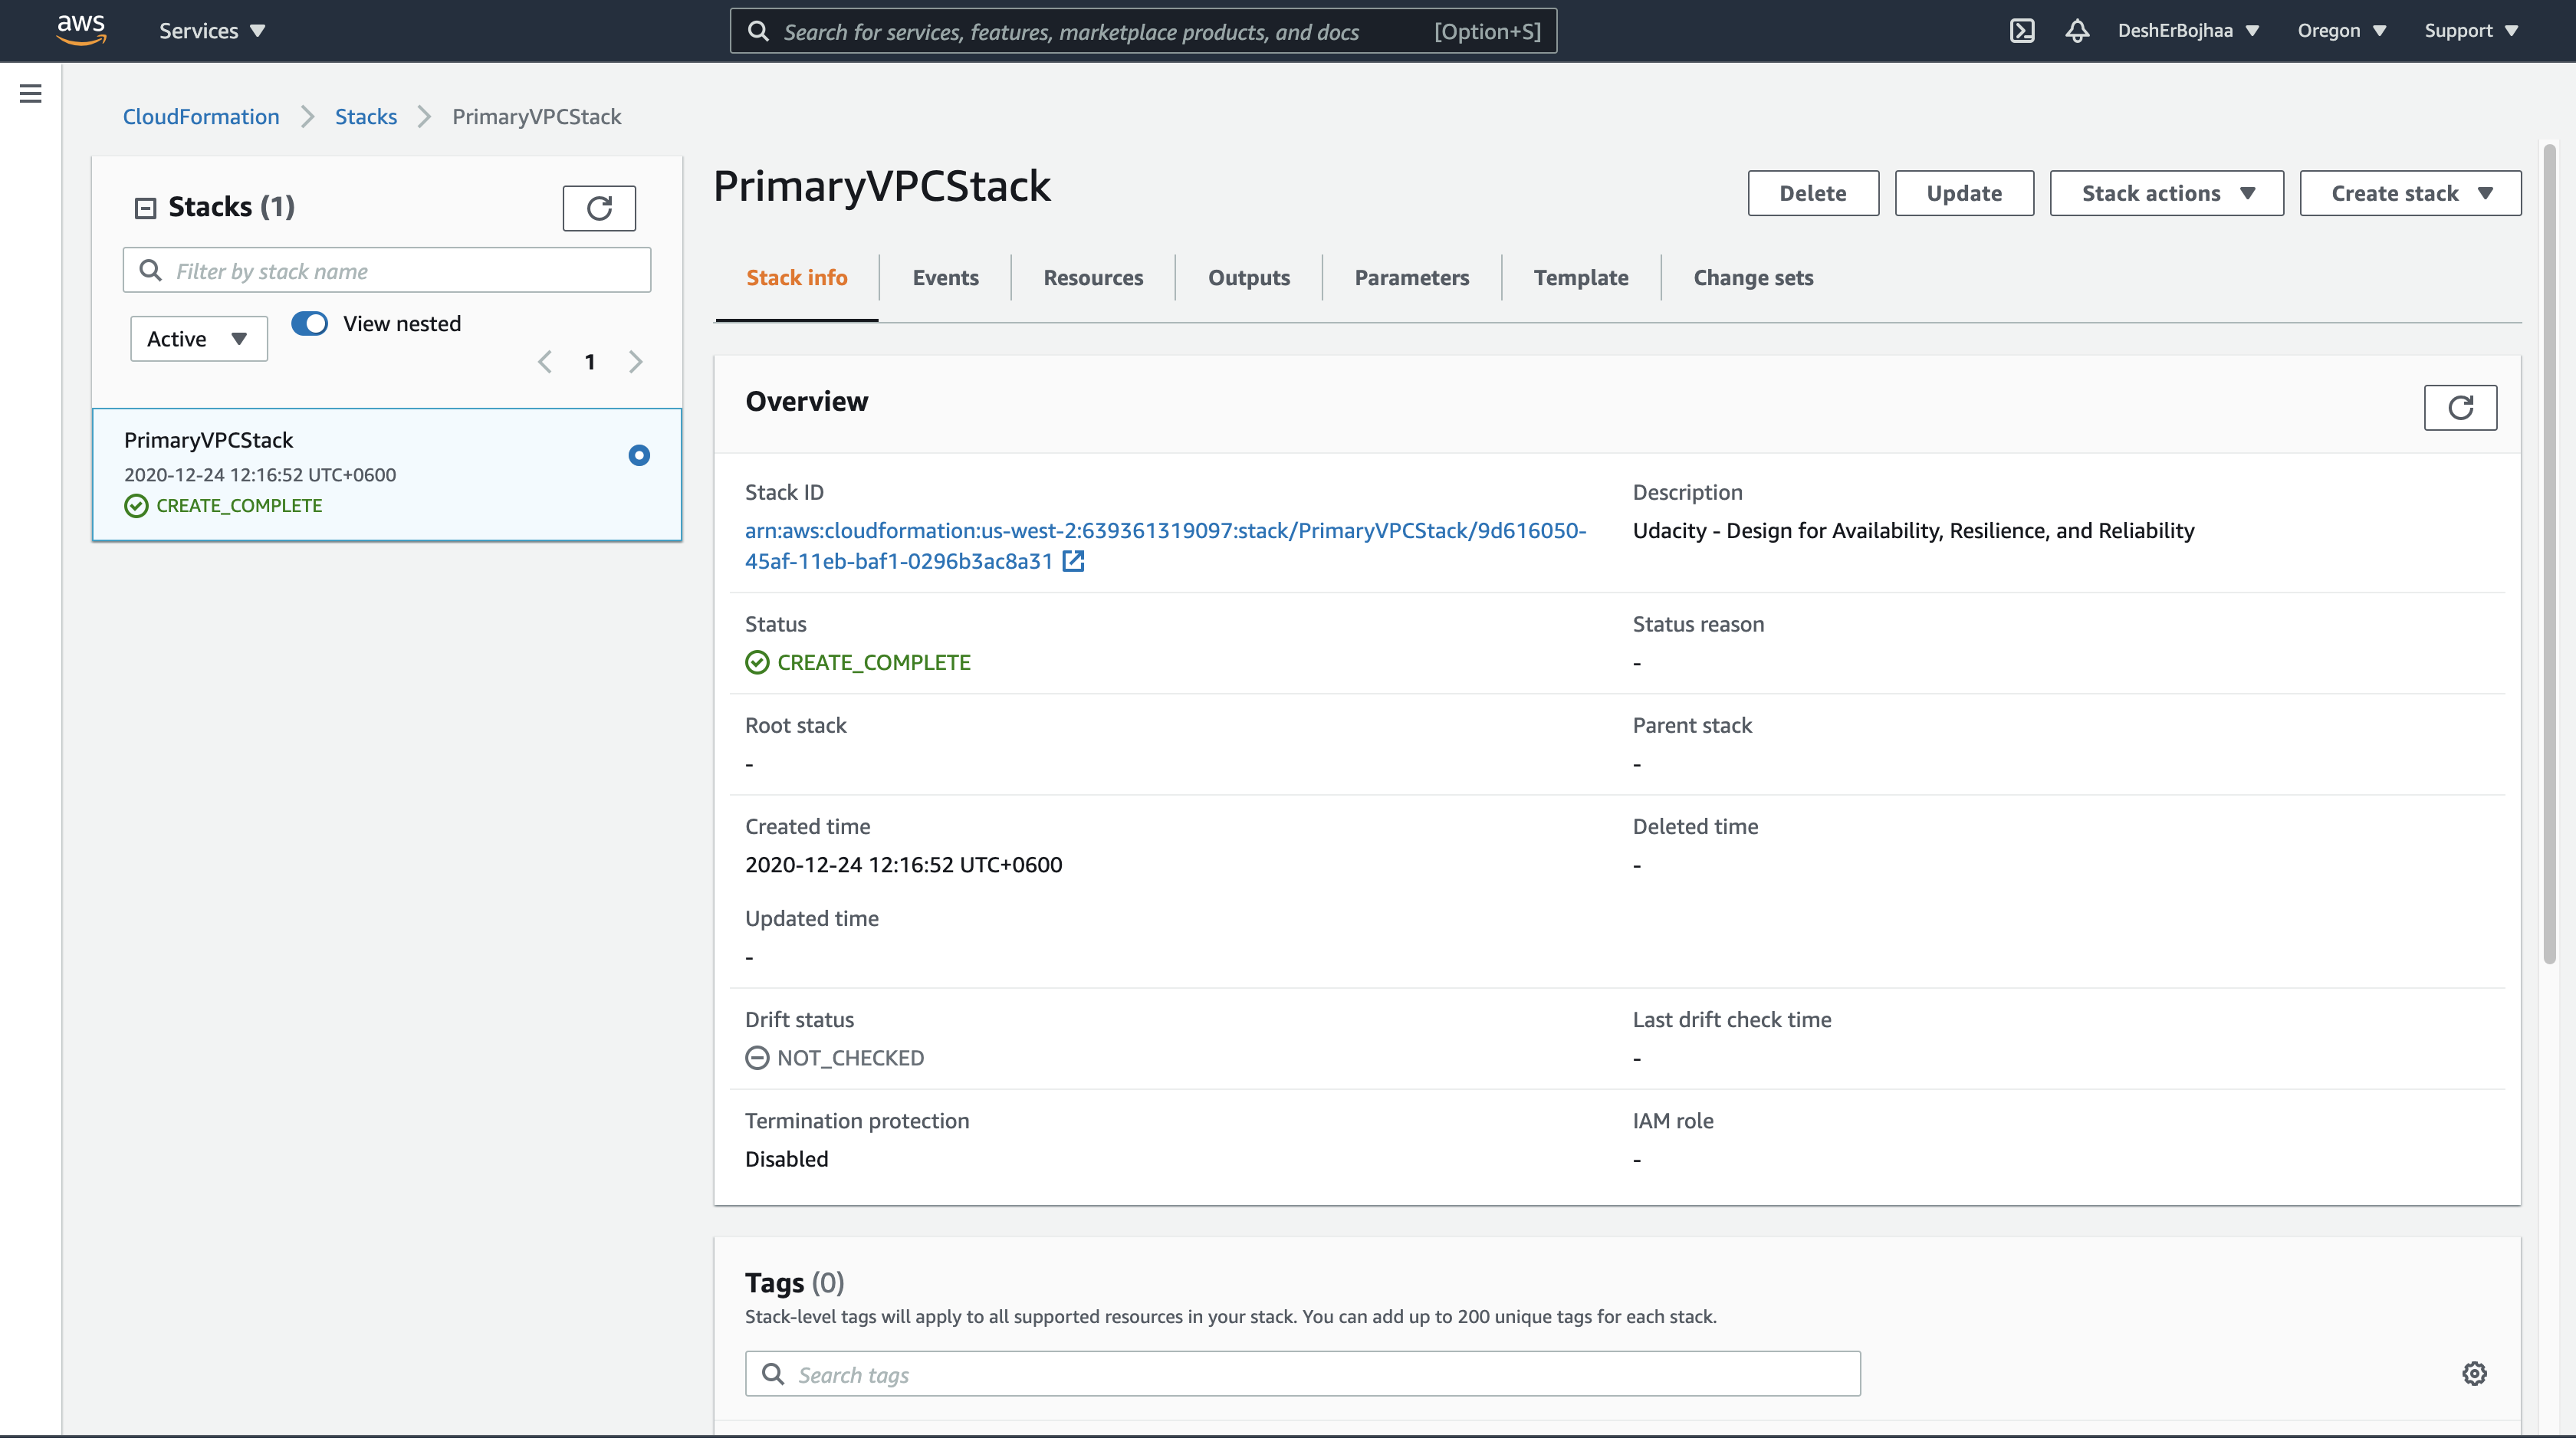 aws
Services
Search for services, features, marketplace products, and docs
[Option+S]
DeshErBojhaa
Oregon
Support
CloudFormation
Stacks
PrimaryVPCStack
Stacks (1)
Filter by stack name
Active
View nested
1
PrimaryVPCStack
2020-12-24 12:16:52 UTC+0600
CREATE_COMPLETE
PrimaryVPCStack
Delete
Update
Stack actions
Create stack
Stack info
Events
Resources
Outputs
Parameters
Template
Change sets
Overview
Stack ID
arn:aws:cloudformation:us-west-2:639361319097:stack/PrimaryVPCStack/9d616050-
45af-11eb-baf1-0296b3ac8a31
Description
Udacity - Design for Availability, Resilience, and Reliability
Status
CREATE_COMPLETE
Status reason
-
Root stack
-
Parent stack
-
Created time
2020-12-24 12:16:52 UTC+0600
Deleted time
-
Updated time
-
Drift status
NOT_CHECKED
Last drift check time
-
Termination protection
Disabled
IAM role
-
Tags (0)
Stack-level tags will apply to all supported resources in your stack. You can add up to 200 unique tags for each stack.
Search tags